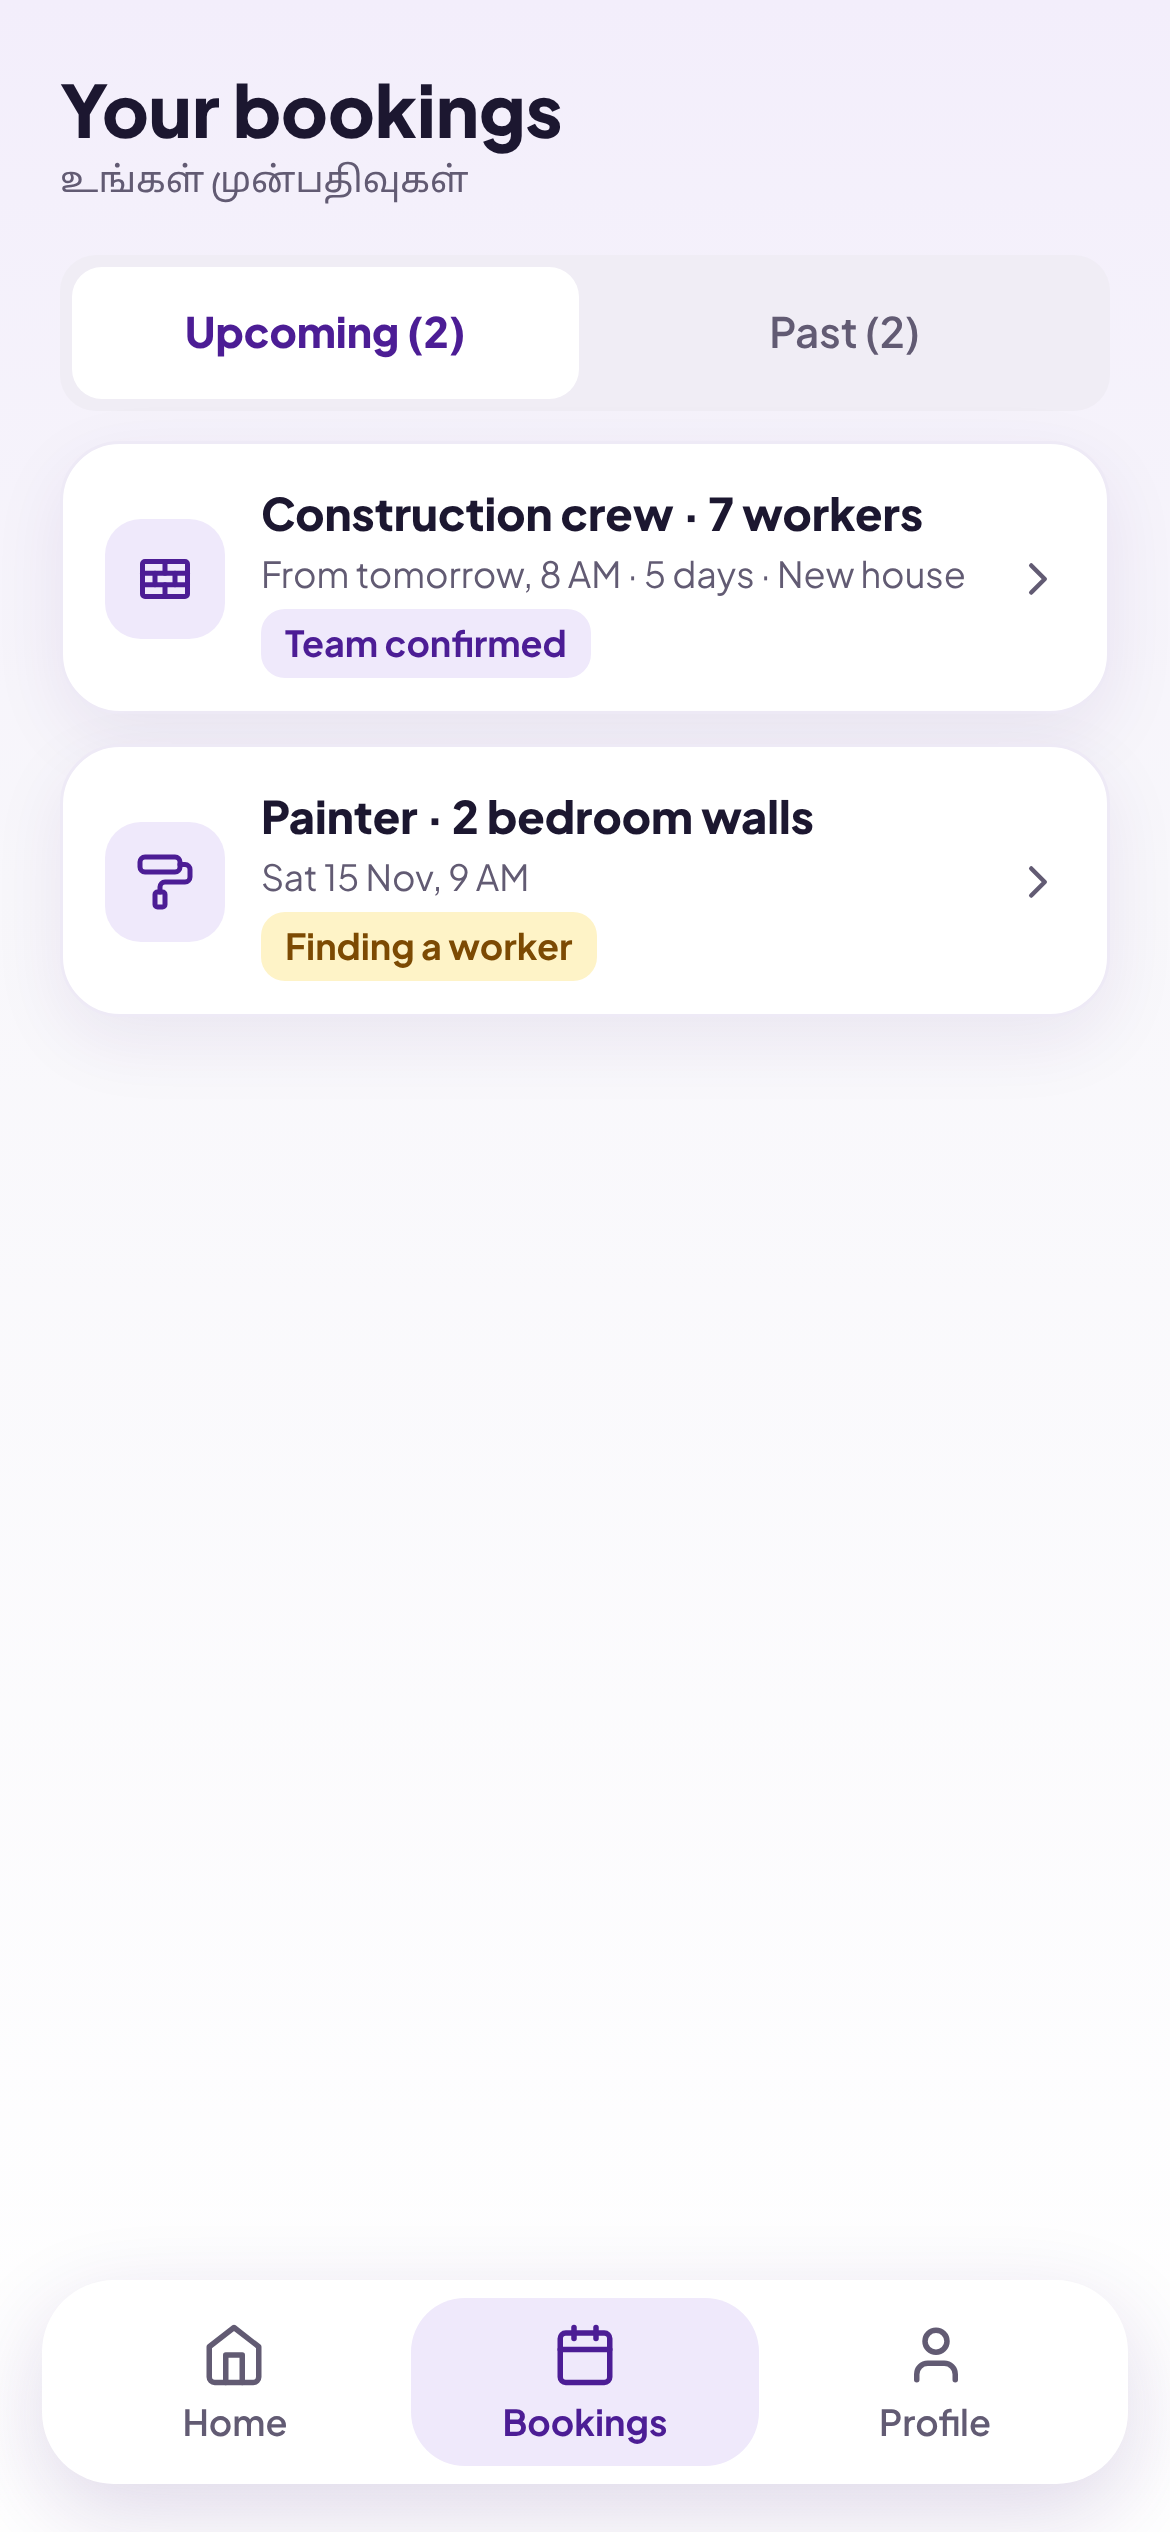 Your bookings
உங்கள் முன்பதிவுகள்
Upcoming (2)
Past (2)
Construction crew · 7 workers
From tomorrow, 8 AM · 5 days · New house
Team confirmed
Painter · 2 bedroom walls
Sat 15 Nov, 9 AM
Finding a worker
Home
Bookings
Profile